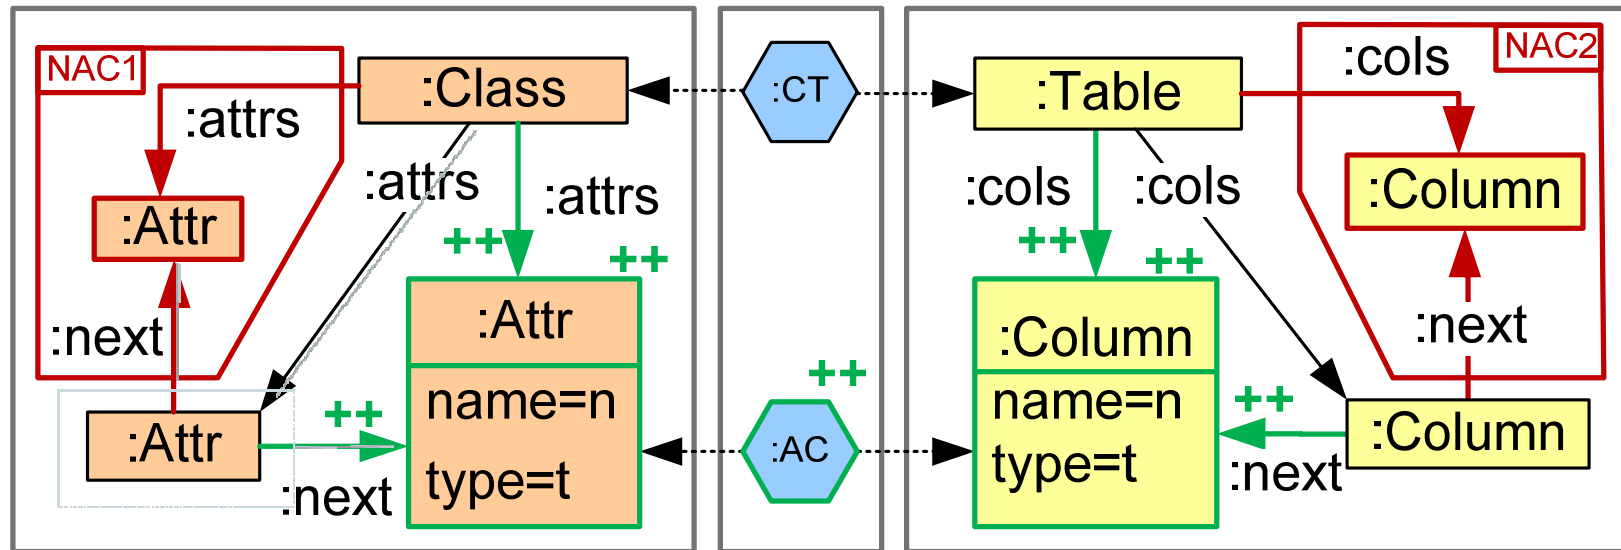 NAC1
:Class
:attrs
:attrs
:attrs
++
++
:Attr
:next
:Attr
++
:next
:Attr
name=n
type=t
:CT
++
:AC
NAC2
:Table
:cols
:cols
:cols
++
++
:Column
:next
:Column
name=n
type=t
++
:next
:Column